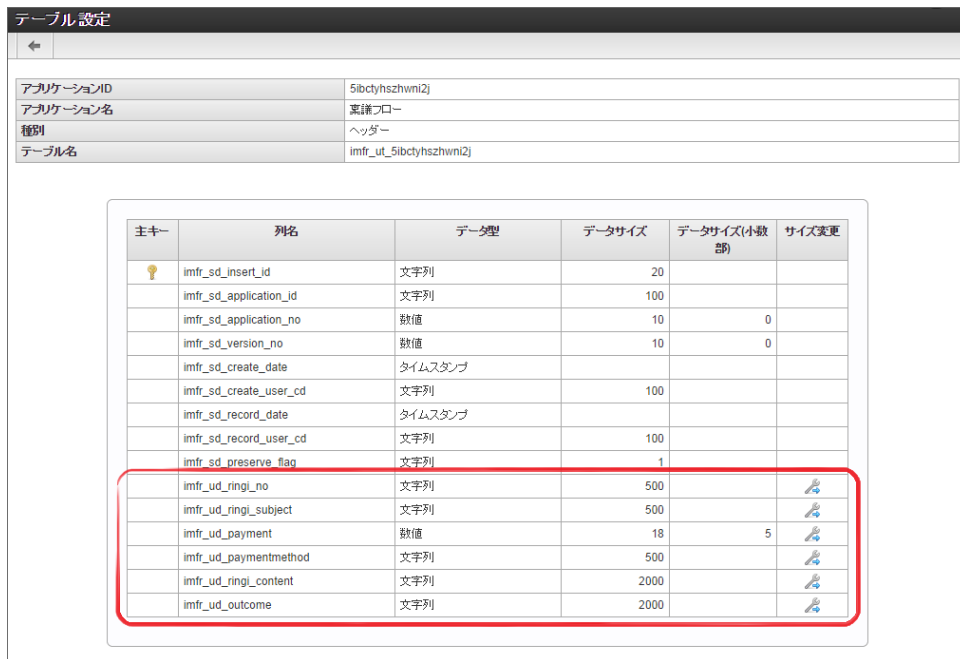 テーブル設定
アプリケーションID 5ibctyhszhwni2j
アプリケーション名 稟議フロー
種別 ヘッダー
テーブル名 imfr_ut_5ibctyhszhwni2j
主キー 列名 データ型 データサイズ データサイズ(小数 サイズ変更
部)
imfr_sd_insert_id 文字列 20
imfr_sd_application_id 文字列 100
imfr_sd_application_no 数値 10 0
imfr_sd_version_no 数値 10 0
imfr_sd_create_date タイムスタンプ
imfr_sd_create_user_cd 文字列 100
imfr_sd_record_date タイムスタンプ
imfr_sd_record_user_cd 文字列 100
imfr_sd_preserve_flag 文字列 1
imfr_ud_ringi_no 文字列 500
imfr_ud_ringi_subject 文字列 500
imfr_ud_payment 数値 18 5
imfr_ud_paymentmethod 文字列 500
imfr_ud_ringi_content 文字列 2000
imfr_ud_outcome 文字列 2000